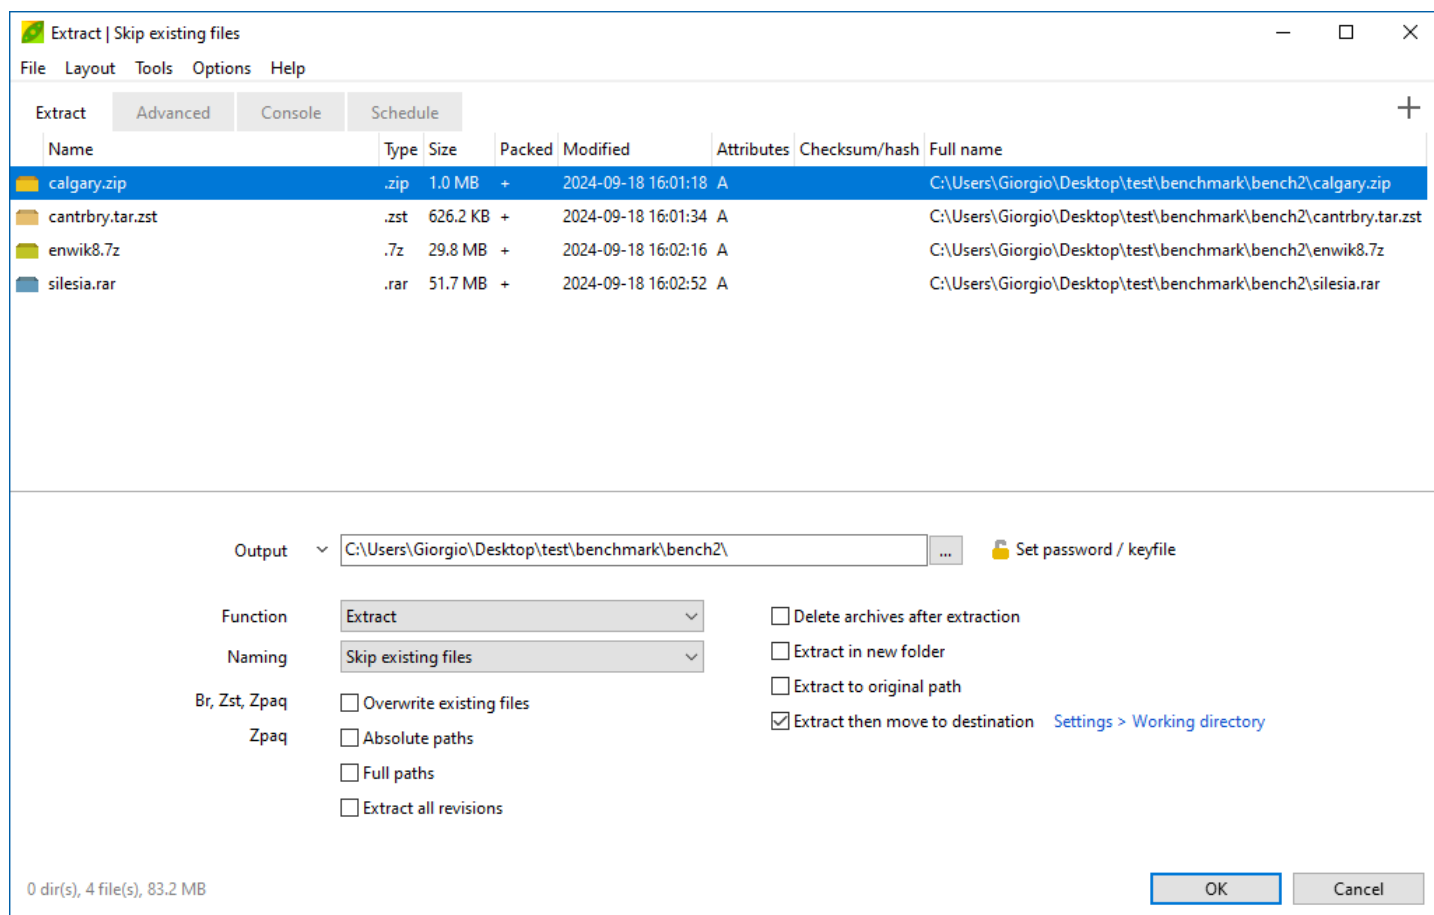 Extract | Skip existing files
File Layout Tools Options Help
Extract Advanced Console Schedule
Name Type Size Packed Modified Attributes Checksum/hash Full name
calgary.zip .zip 1.0 MB + 2024-09-18 16:01:18 A C:\Users\Giorgio\Desktop\test\benchmark\bench2\calgary.zip
cantrbry.tar.zst .zst 626.2 KB + 2024-09-18 16:01:34 A C:\Users\Giorgio\Desktop\test\benchmark\bench2\cantrbry.tar.zst
enwik8.7z .7z 29.8 MB + 2024-09-18 16:02:16 A C:\Users\Giorgio\Desktop\test\benchmark\bench2\enwik8.7z
silesia.rar .rar 51.7 MB + 2024-09-18 16:02:52 A C:\Users\Giorgio\Desktop\test\benchmark\bench2\silesia.rar
Output C:\Users\Giorgio\Desktop\test\benchmark\bench2\ ... Set password / keyfile
Function Extract Delete archives after extraction
Naming Skip existing files Extract in new folder
Extract to original path
Br, Zst, Zpaq Overwrite existing files Extract then move to destination Settings > Working directory
Zpaq Absolute paths
Full paths
Extract all revisions
0 dir(s), 4 file(s), 83.2 MB OK Cancel